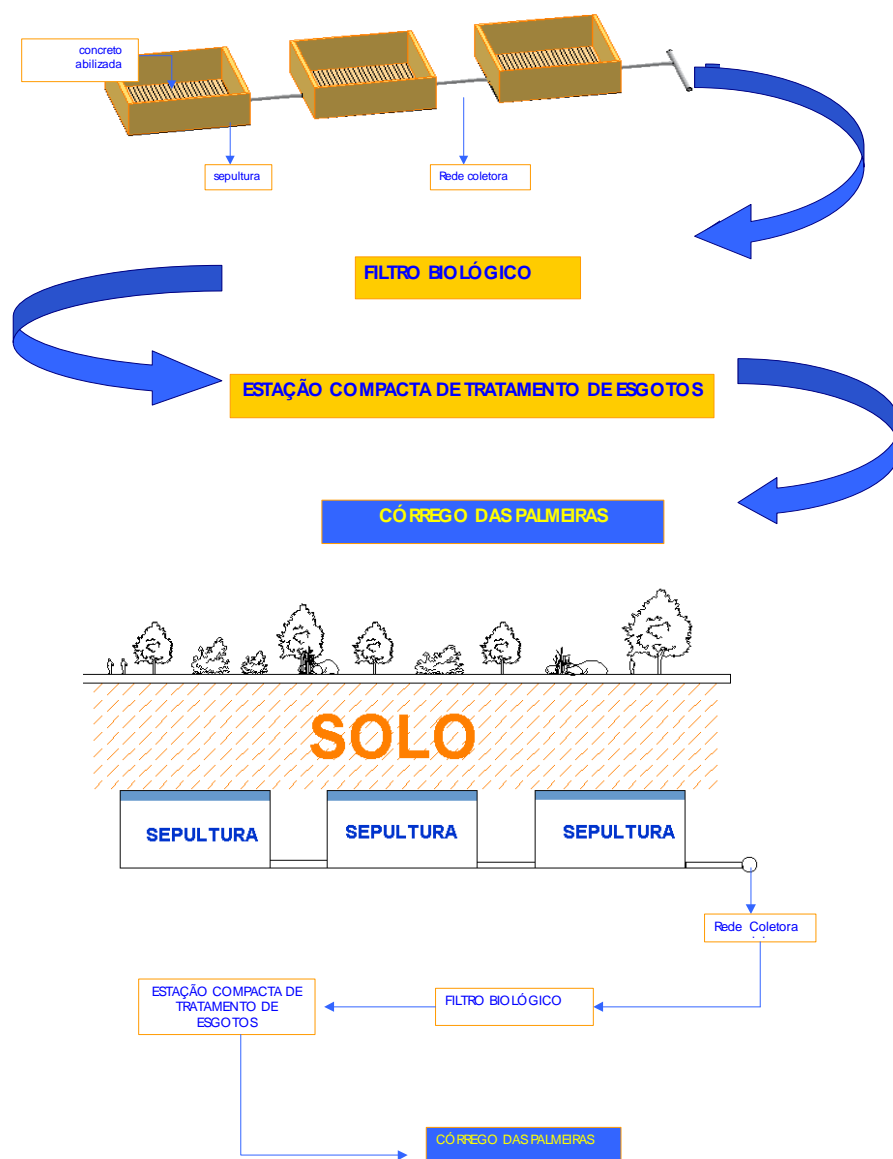 concreto
abilizada
sepultura
Rede coletora
FILTRO BIOLÓGICO
ESTAÇÃO COMPACTA DE TRATAMENTO DE ESGOTOS
CÓRREGO DAS PALMEIRAS
SOLO
SEPULTURA
SEPULTURA
SEPULTURA
Rede Coletora
ESTAÇÃO COMPACTA DE
TRATAMENTO DE
ESGOTOS
FILTRO BIOLÓGICO
CÓRREGO DAS PALMEIRAS